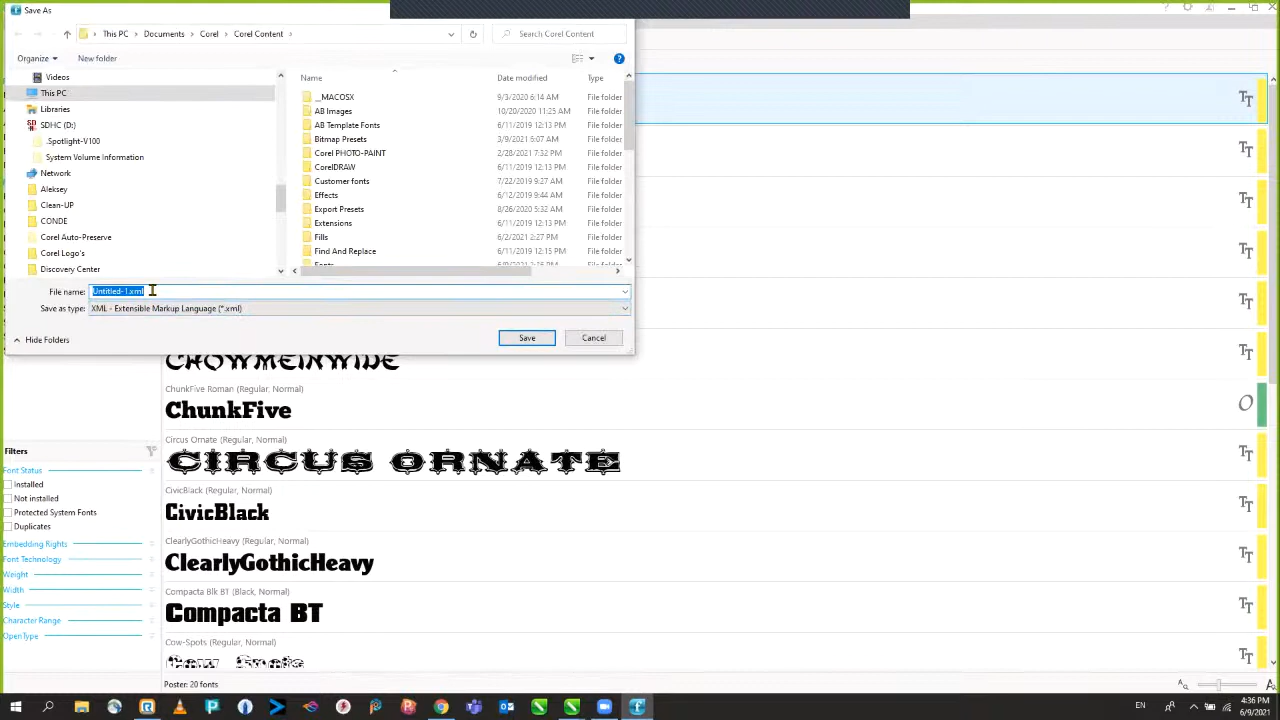 Save As
This PC > Documents > Corel > Corel Content >
Search Corel Content
Organize
New folder
Videos
This PC
Libraries
SDHC (D:)
.Spotlight-V100
System Volume Information
Network
Aleksey
Clean-UP
CONDE
Corel Auto-Preserve
Corel Logo's
Discovery Center
Name Date modified Type
__MACOSX 9/3/2020 6:14 AM File folder
AB Images 10/20/2020 11:25 AM File folder
AB Template Fonts 6/11/2019 12:13 PM File folder
Bitmap Presets 3/9/2021 5:07 AM File folder
Corel PHOTO-PAINT 2/28/2021 7:32 PM File folder
CorelDRAW 6/11/2019 12:13 PM File folder
Customer fonts 7/22/2019 9:27 AM File folder
Effects 6/12/2019 9:44 AM File folder
Export Presets 8/26/2020 5:32 AM File folder
Extensions 6/11/2019 12:13 PM File folder
Fills 6/2/2021 2:27 PM File folder
Find And Replace 6/11/2019 12:15 PM File folder
File name: Untitled-1.xml
Save as type: XML - Extensible Markup Language (*.xml)
Hide Folders
Save
Cancel
CHOWMEINWIDE
ChunkFive Roman (Regular, Normal)
ChunkFive
Circus Ornate (Regular, Normal)
CIRCUS ORNATE
CivicBlack (Regular, Normal)
CivicBlack
ClearlyGothicHeavy (Regular, Normal)
ClearlyGothicHeavy
Compacta Blk BT (Black, Normal)
Compacta BT
Cow-Spots (Regular, Normal)
Cow Spots
Filters
Font Status
Installed
Not installed
Protected System Fonts
Duplicates
Embedding Rights
Font Technology
Weight
Width
Style
Character Range
OpenType
Poster: 20 fonts
EN
4:36 PM
6/9/2021